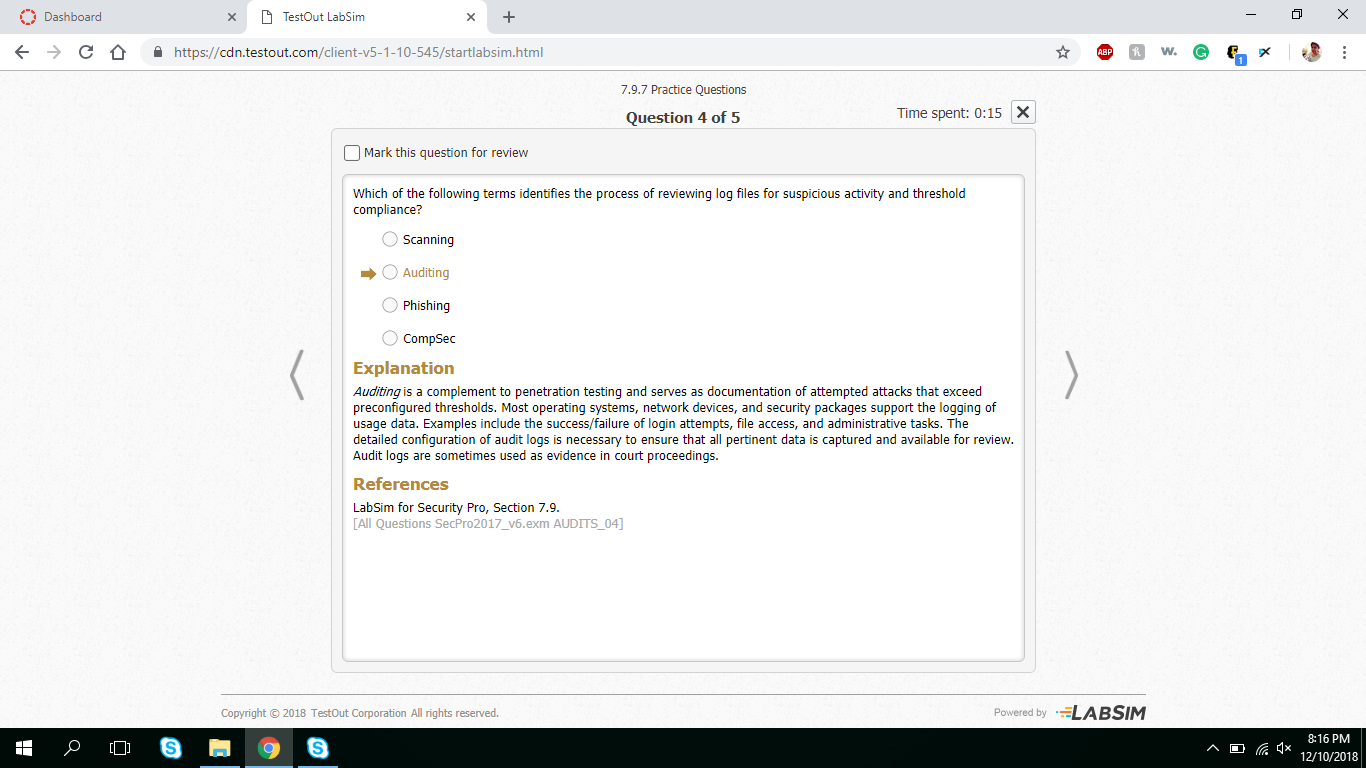 Dashboard
TestOut LabSim
https://cdn.testout.com/client-v5-1-10-545/startlabsim.html
ABP
w.
1
7.9.7 Practice Questions
Question 4 of 5
Time spent: 0:15
Mark this question for review
Which of the following terms identifies the process of reviewing log files for suspicious activity and threshold
compliance?
Scanning
Auditing
Phishing
CompSec
Explanation
Auditing is a complement to penetration testing and serves as documentation of attempted attacks that exceed
preconfigured thresholds. Most operating systems, network devices, and security packages support the logging of
usage data. Examples include the success/failure of login attempts, file access, and administrative tasks. The
detailed configuration of audit logs is necessary to ensure that all pertinent data is captured and available for review.
Audit logs are sometimes used as evidence in court proceedings.
References
LabSim for Security Pro, Section 7.9.
[All Questions SecPro2017_v6.exm AUDITS_04]
Copyright © 2018 TestOut Corporation All rights reserved.
Powered by LABSIM
8:16 PM
12/10/2018